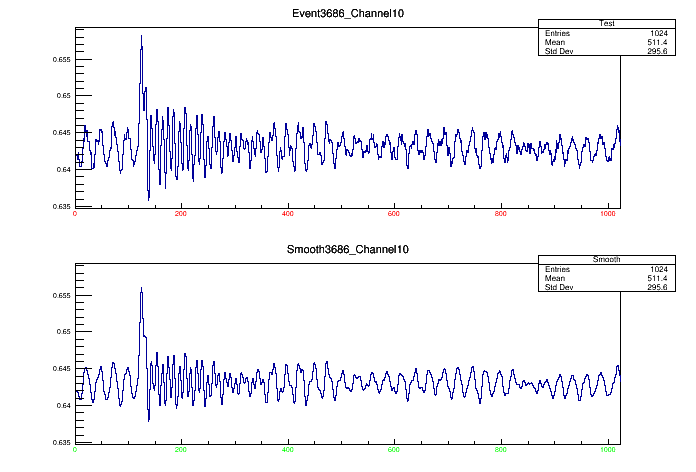 Event3686_Channel10
Test
Entries 1024
Mean 511.4
Std Dev 295.6
0.655
0.65
0.645
0.64
0.635
0 200 400 600 800 1000
Smooth3686_Channel10
Smooth
Entries 1024
Mean 511.4
Std Dev 295.6
0.655
0.65
0.645
0.64
0.635
0 200 400 600 800 1000